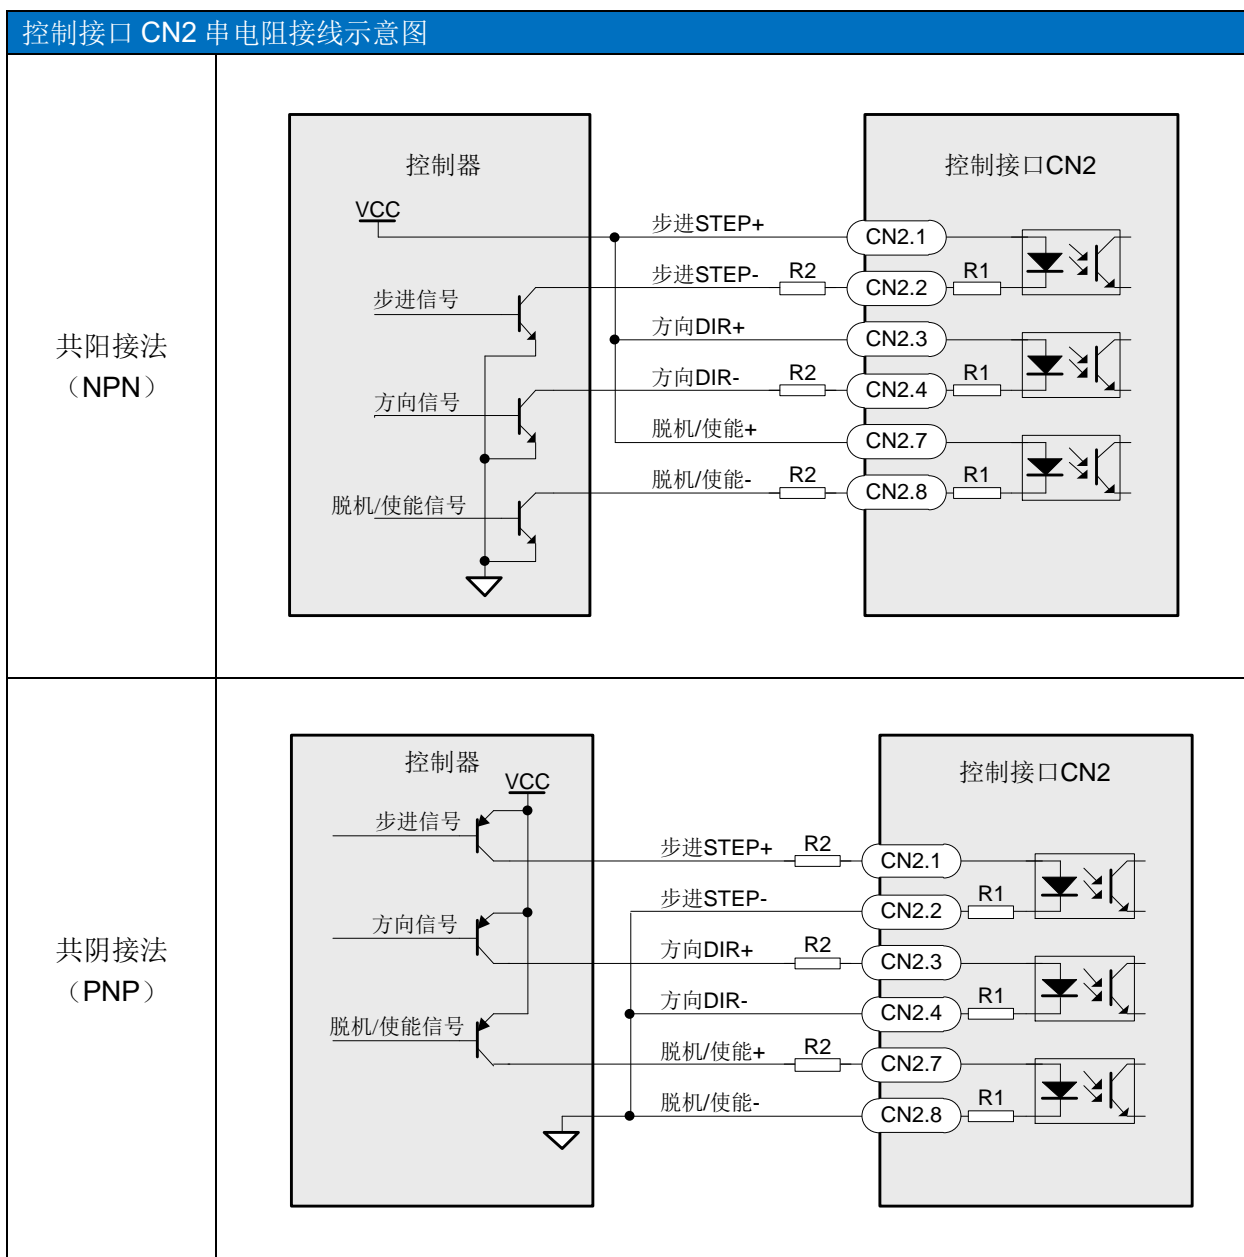 控制接口 CN2 串电阻接线示意图
共阳接法
（NPN）
控制器
控制接口CN2
VCC
步进STEP+
CN2.1
步进信号
步进STEP-
R2
CN2.2
R1
方向DIR+
CN2.3
方向信号
方向DIR-
R2
CN2.4
R1
脱机/使能+
CN2.7
脱机/使能信号
脱机/使能-
R2
CN2.8
R1
共阴接法
（PNP）
控制器
控制接口CN2
VCC
步进信号
步进STEP+
R2
CN2.1
步进STEP-
CN2.2
R1
方向信号
方向DIR+
R2
CN2.3
方向DIR-
CN2.4
R1
脱机/使能信号
脱机/使能+
R2
CN2.7
脱机/使能-
CN2.8
R1